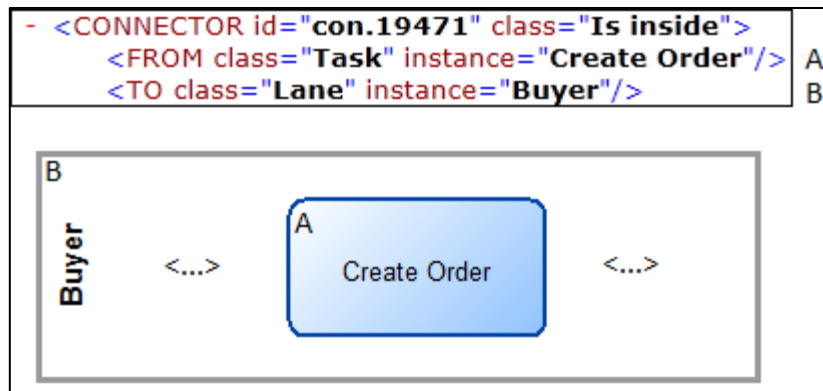 - <CONNECTOR id="con.19471" class="Is inside">
<FROM class="Task" instance="Create Order"/> A
<TO class="Lane" instance="Buyer"/> B
B
A
Buyer
<...>
Create Order
<...>